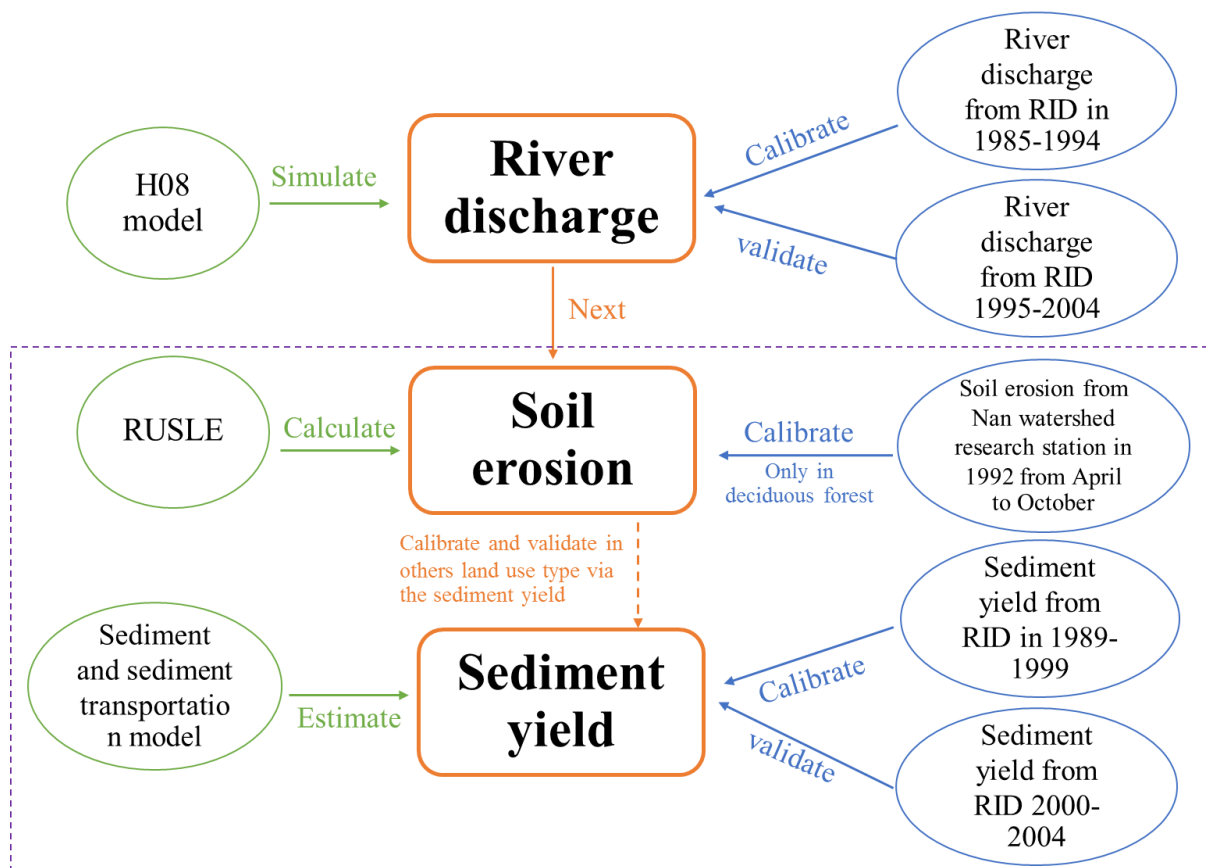 H08
model
Simulate
River
discharge
Calibrate
validate
River
discharge
from RID in
1985-1994
River
discharge
from RID
1995-2004
Next
RUSLE
Calculate
Soil
erosion
Calibrate
Only in
deciduous forest
Soil erosion from
Nan watershed
research station in
1992 from April
to October
Calibrate and validate in
others land use type via
the sediment yield
Sediment
and sediment
transportatio
n model
Estimate
Sediment
yield
Calibrate
validate
Sediment
yield from
RID in 1989-
1999
Sediment
yield from
RID 2000-
2004